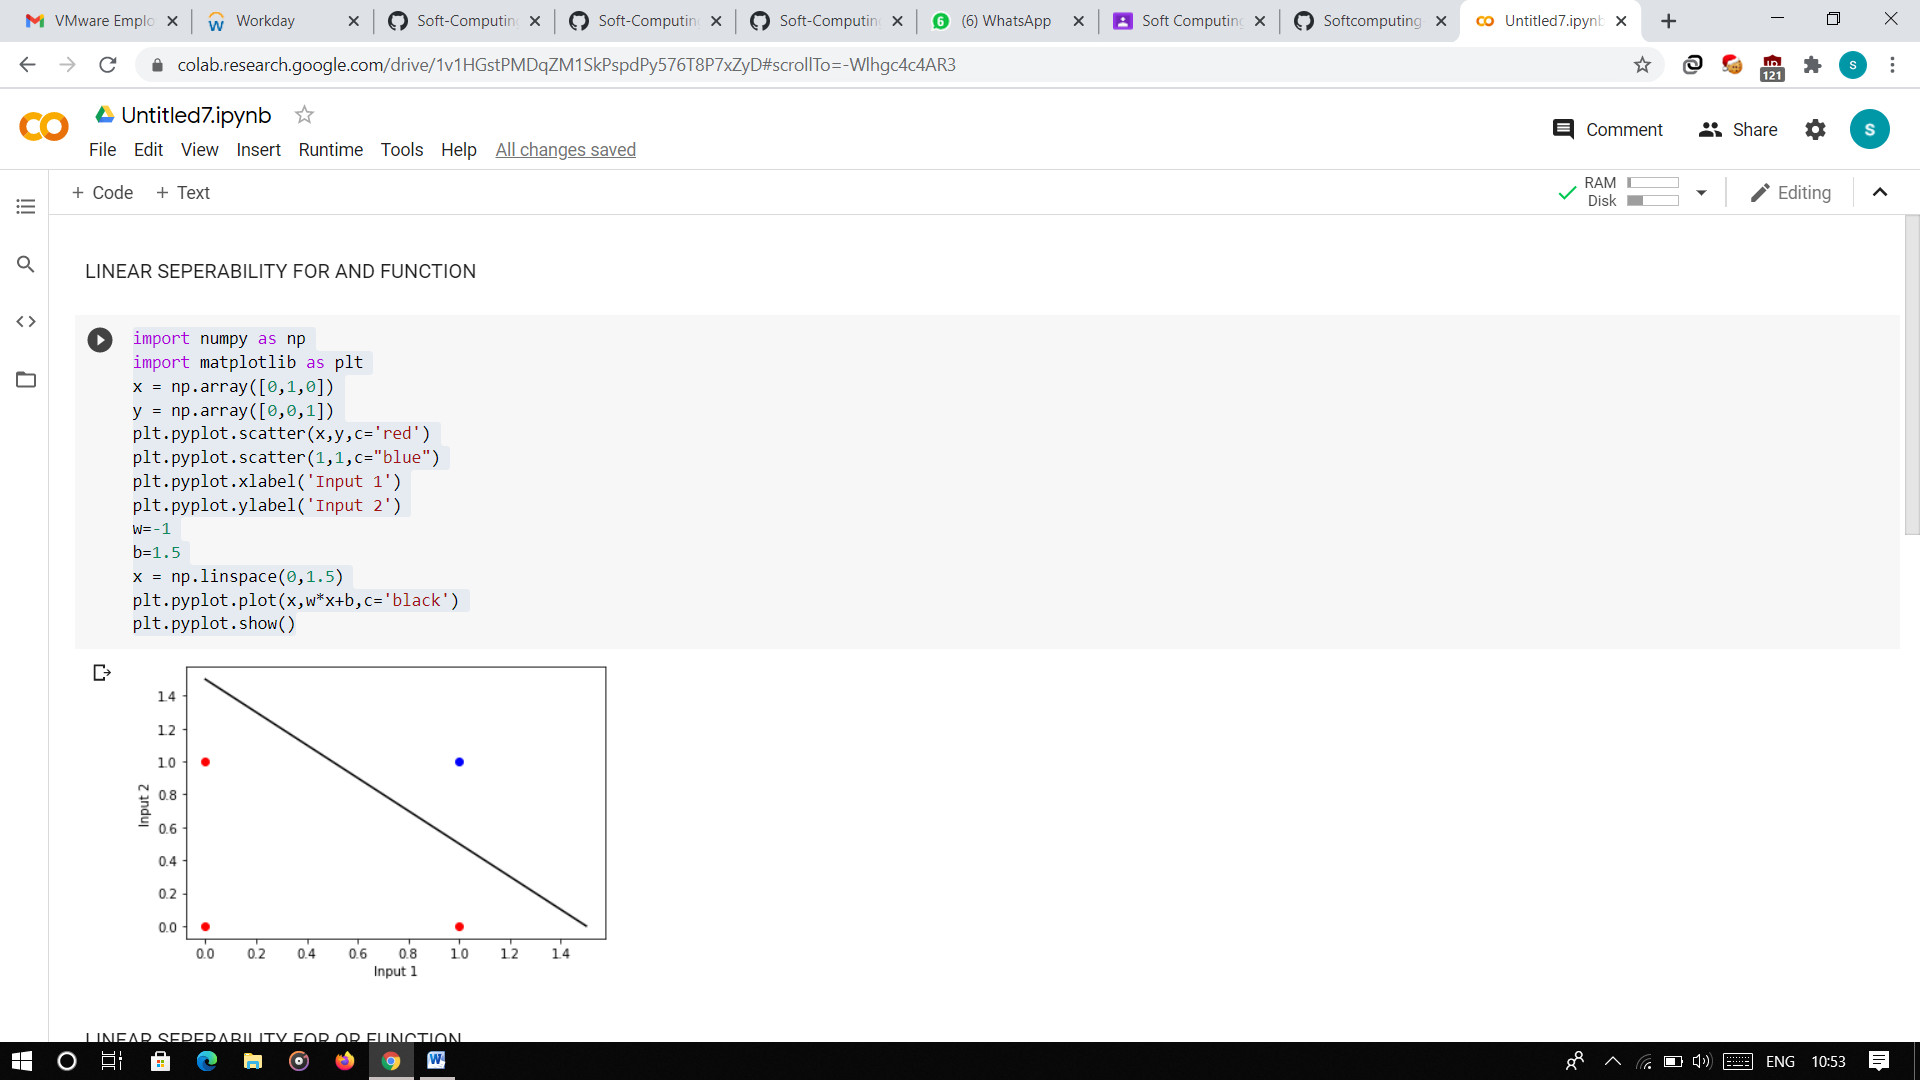 VMware Emplo
Workday
Soft-Computin
Soft-Computin
Soft-Computin
(6) WhatsApp
Soft Computing
Softcomputing
Untitled7.ipynb
colab.research.google.com/drive/1v1HGstPMDqZM1SkPspdPy576T8P7xZyD#scrollTo=-Wlhgc4c4AR3
121
S
Untitled7.ipynb
Comment
Share
S
File Edit View Insert Runtime Tools Help All changes saved
+ Code + Text
RAM
Disk
Editing
LINEAR SEPERABILITY FOR AND FUNCTION
import numpy as np
import matplotlib as plt
x = np.array([0,1,0])
y = np.array([0,0,1])
plt.pyplot.scatter(x,y,c='red')
plt.pyplot.scatter(1,1,c="blue")
plt.pyplot.xlabel('Input 1')
plt.pyplot.ylabel('Input 2')
w=-1
b=1.5
x = np.linspace(0,1.5)
plt.pyplot.plot(x,w*x+b,c='black')
plt.pyplot.show()
1.4
1.2
1.0
0.8
0.6
0.4
0.2
0.0
Input 2
0.0 0.2 0.4 0.6 0.8 1.0 1.2 1.4
Input 1
LINEAR SEPERABILITY FOR OR FUNCTION
ENG 10:53